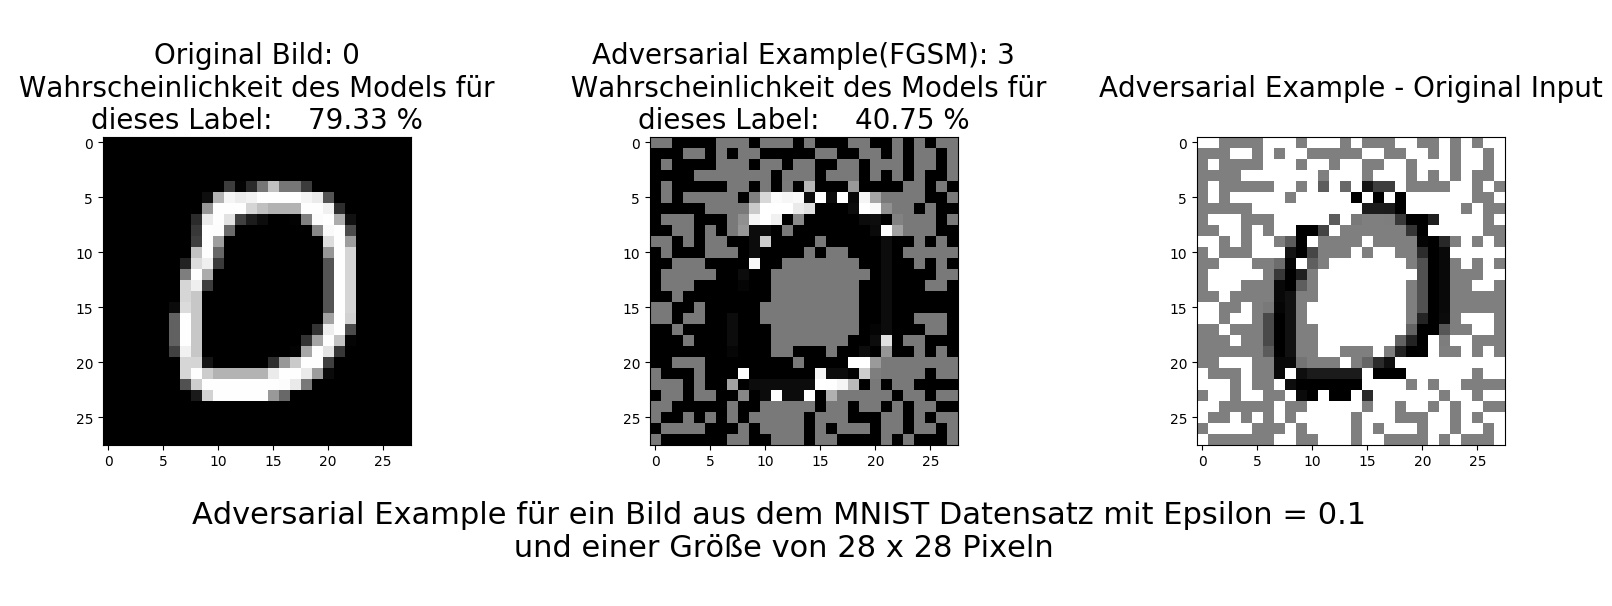 Original Bild: 0
Wahrscheinlichkeit des Models für
dieses Label:    79.33 %
Adversarial Example(FGSM): 3
Wahrscheinlichkeit des Models für
dieses Label:    40.75 %
Adversarial Example - Original Input
0
5
10
15
20
25
0 5 10 15 20 25
0
5
10
15
20
25
0 5 10 15 20 25
0
5
10
15
20
25
0 5 10 15 20 25
Adversarial Example für ein Bild aus dem MNIST Datensatz mit Epsilon = 0.1
und einer Größe von 28 x 28 Pixeln